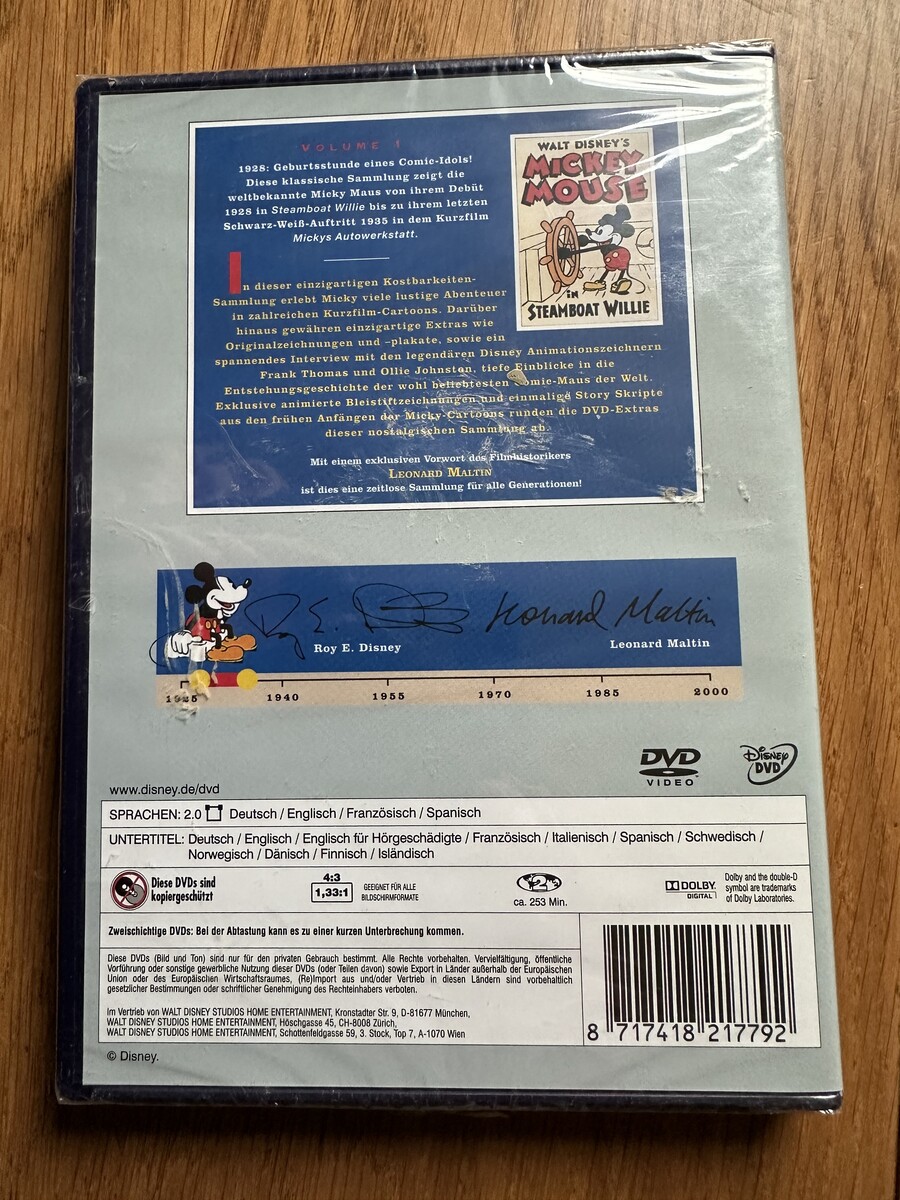 VOLUME I
1928: Geburtsstunde eines Comic-Idols!
Diese klassische Sammlung zeigt die
weltbekannte Micky Maus von ihrem Debüt
1928 in Steamboat Willie bis zu ihrem letzten
Schwarz-Weiß-Auftritt 1935 in dem Kurzfilm
Mickys Autowerkstatt.
In dieser einzigartigen Kostbarkeiten-
Sammlung erlebt Micky viele lustige Abenteuer
in zahlreichen Kurzfilm-Cartoons. Darüber
hinaus gewähren einzigartige Extras wie
Originalzeichnungen und –plakate, sowie ein
spannendes Interview mit den legendären Disney Animationszeichnern
Frank Thomas und Ollie Johnston, tiefe Einblicke in die
Entstehungsgeschichte der wohl beliebtesten Comic-Maus der Welt.
Exklusive animierte Bleistiftzeichnungen und einmalige Story Skripte
aus den frühen Anfängen der Micky-Cartoons runden die DVD-Extras
dieser nostalgischen Sammlung ab.
Mit einem exklusiven Vorwort des Filmhistorikers
LEONARD MALTIN
ist dies eine zeitlose Sammlung für alle Generationen!
WALT DISNEY'S
MICKEY
MOUSE
IN
STEAMBOAT WILLIE
Roy E. Disney
Leonard Maltin
Roy E. Disney
Leonard Maltin
1925 1940 1955 1970 1985 2000
DVD
VIDEO
Disney
DVD
www.disney.de/dvd
SPRACHEN: 2.0 Deutsch / Englisch / Französisch / Spanisch
UNTERTITEL: Deutsch / Englisch / Englisch für Hörgeschädigte / Französisch / Italienisch / Spanisch / Schwedisch /
Norwegisch / Dänisch / Finnisch / Isländisch
Diese DVDs sind
kopiergeschützt
4:3
1,33:1
GEEIGNET FÜR ALLE
BILDSCHIRMFORMATE
2
ca. 253 Min.
DOLBY
DIGITAL
Dolby and the double-D
symbol are trademarks
of Dolby Laboratories.
Zweischichtige DVDs: Bei der Abtastung kann es zu einer kurzen Unterbrechung kommen.
Diese DVDs (Bild und Ton) sind nur für den privaten Gebrauch bestimmt. Alle Rechte vorbehalten. Vervielfältigung, öffentliche
Vorführung oder sonstige gewerbliche Nutzung dieser DVDs (oder Teilen davon) sowie Export in Länder außerhalb der Europäischen
Union oder des Europäischen Wirtschaftsraumes, (Re)Import aus und/oder Vertrieb in diesen Ländern sind vorbehaltlich
gesetzlicher Bestimmungen oder schriftlicher Genehmigung des Rechteinhabers verboten.
Im Vertrieb von WALT DISNEY STUDIOS HOME ENTERTAINMENT, Kronstadter Str. 9, D-81677 München,
WALT DISNEY STUDIOS HOME ENTERTAINMENT, Höschgasse 45, CH-8008 Zürich,
WALT DISNEY STUDIOS HOME ENTERTAINMENT, Schottenfeldgasse 59, 3. Stock, Top 7, A-1070 Wien
8 717418 217792
© Disney.